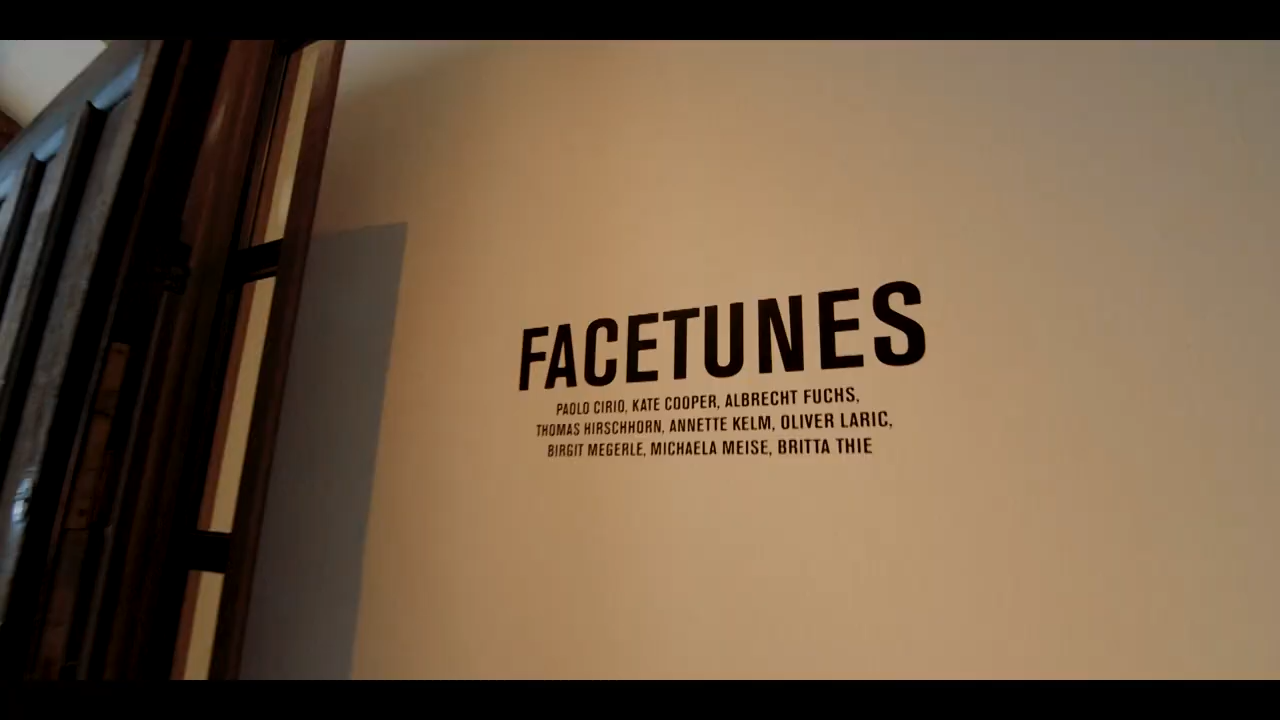 FACETUNES
PAOLO CIRIO, KATE COOPER, ALBRECHT FUCHS,
THOMAS HIRSCHHORN, ANNETTE KELM, OLIVER LARIC,
BIRGIT MEGERLE, MICHAELA MEISE, BRITTA THIE